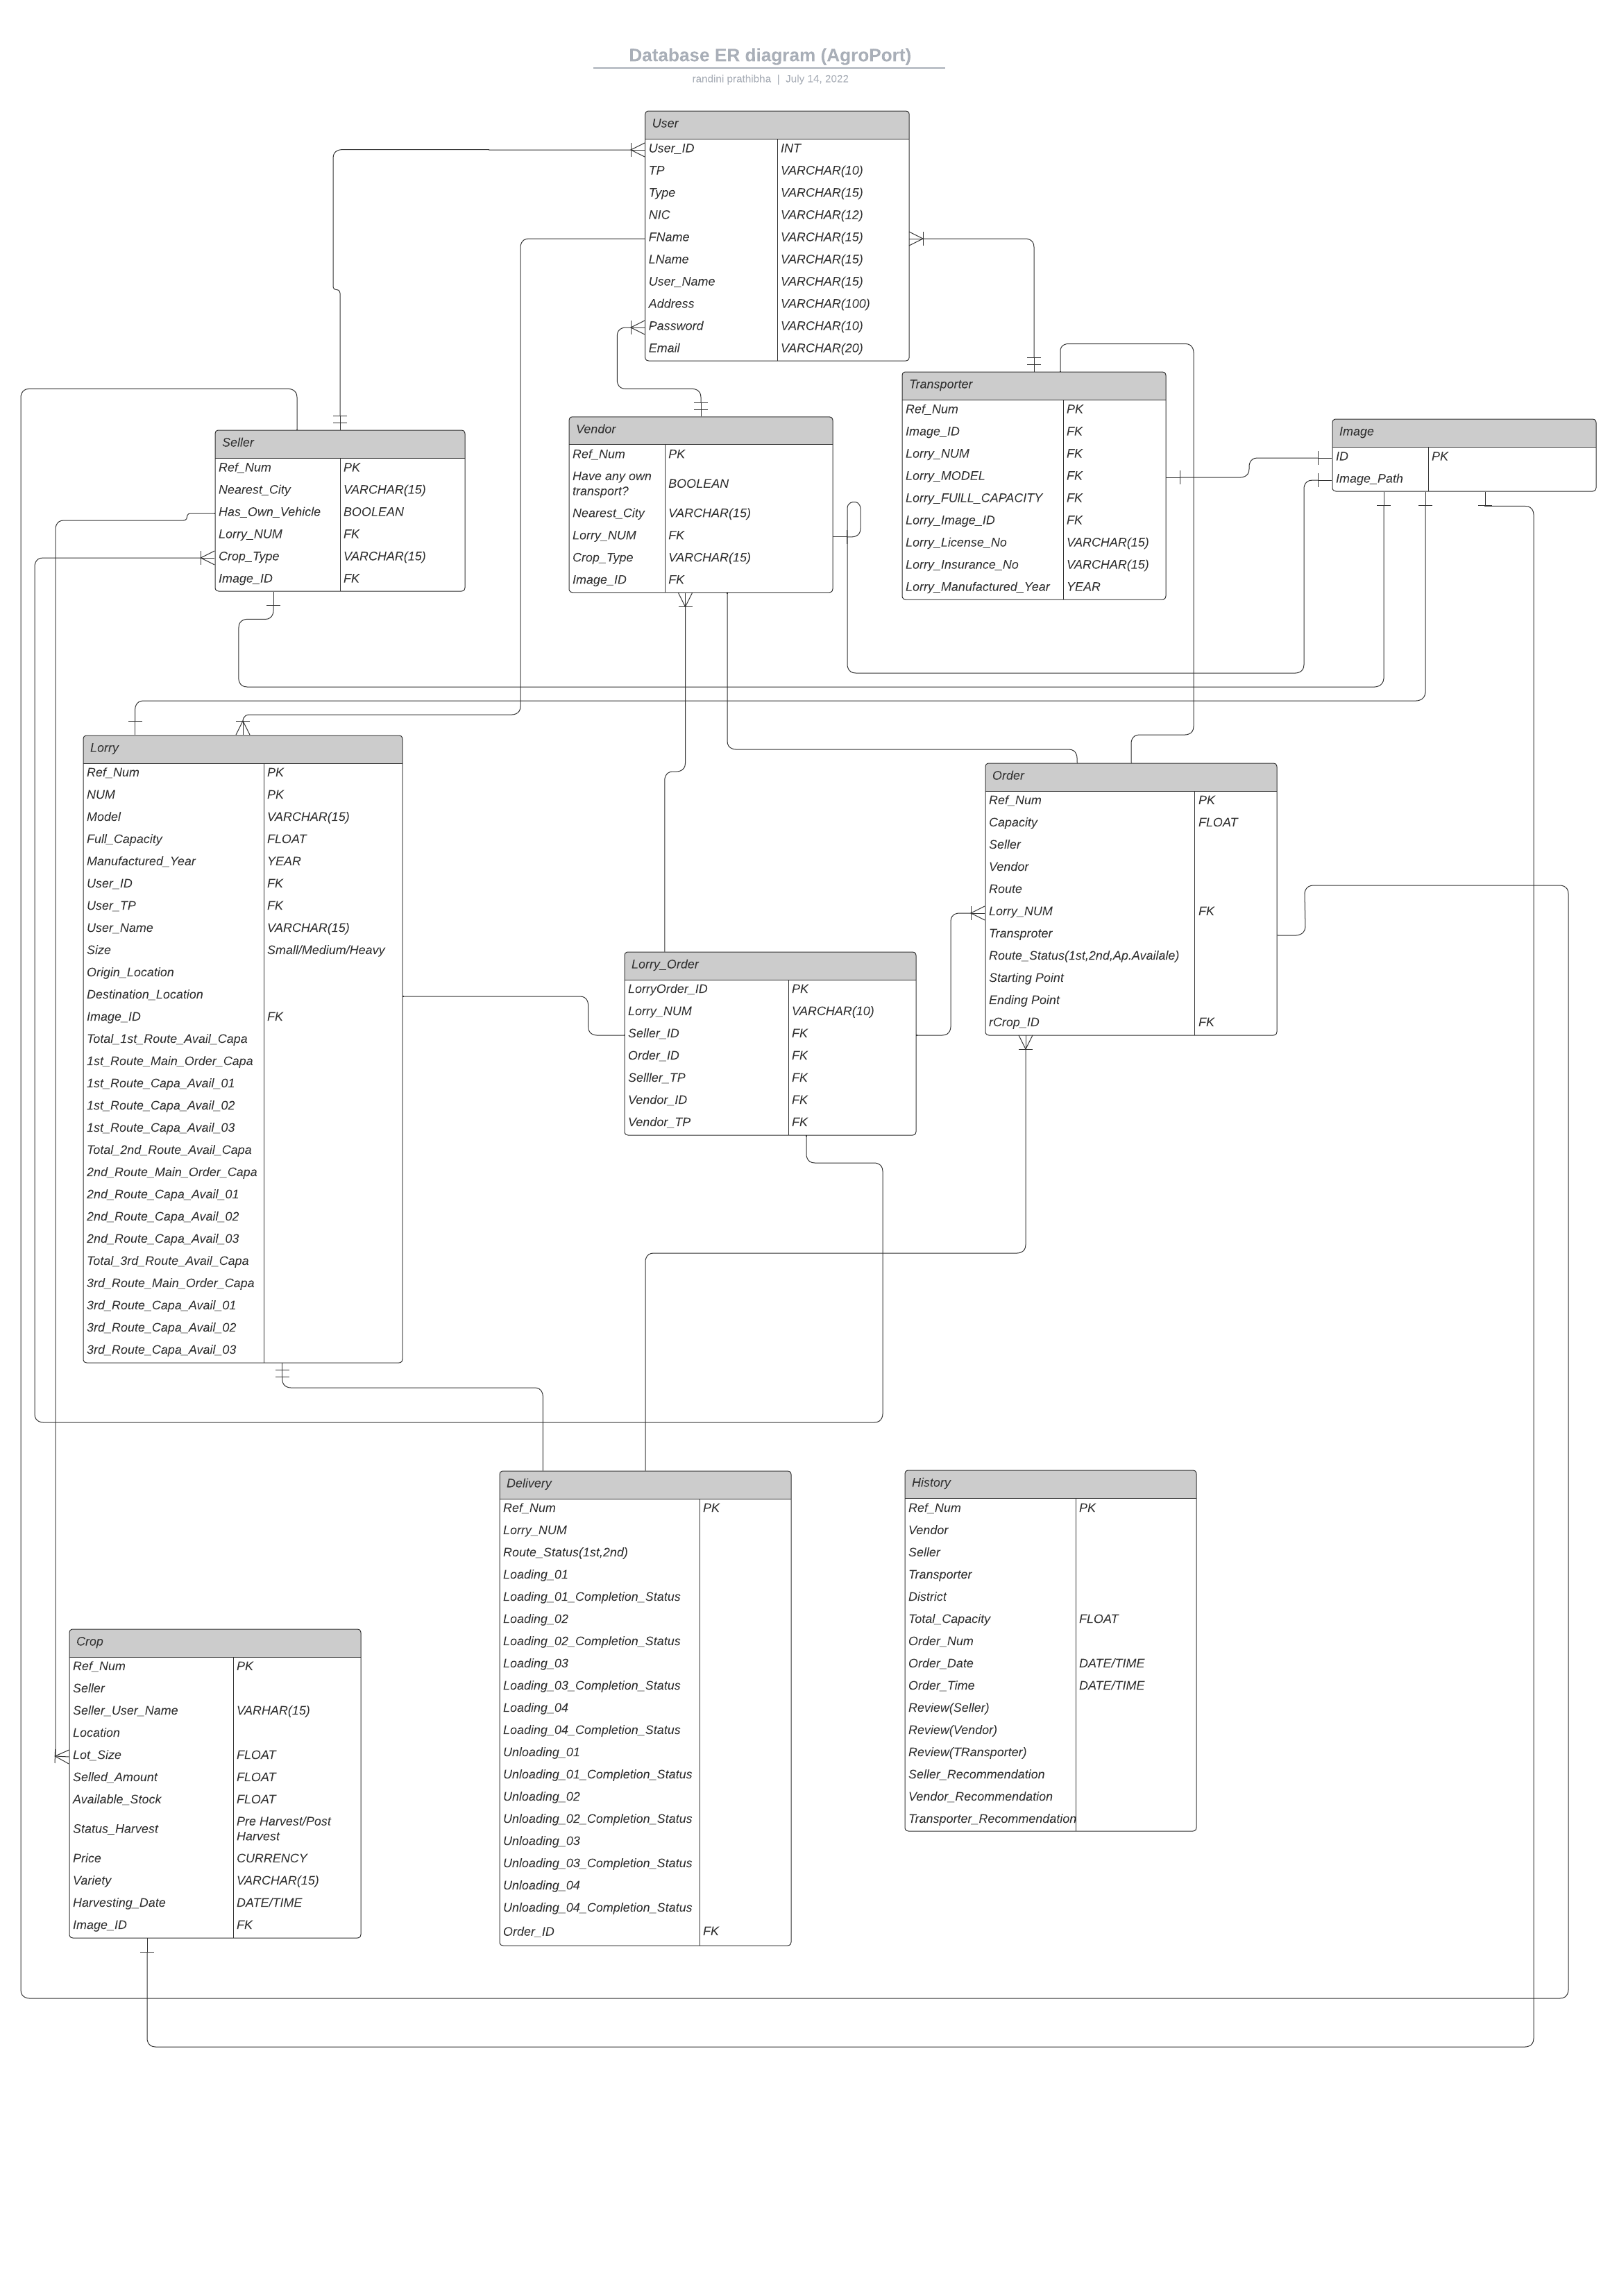 Database ER diagram (AgroPort)
randini prathibha | July 14, 2022
User
User_ID INT
TP VARCHAR(10)
Type VARCHAR(15)
NIC VARCHAR(12)
FName VARCHAR(15)
LName VARCHAR(15)
User_Name VARCHAR(15)
Address VARCHAR(100)
Password VARCHAR(10)
Email VARCHAR(20)
Transporter
Ref_Num PK
Image_ID FK
Lorry_NUM FK
Lorry_MODEL FK
Lorry_FUlLL_CAPACITY FK
Lorry_Image_ID FK
Lorry_License_No VARCHAR(15)
Lorry_Insurance_No VARCHAR(15)
Lorry_Manufactured_Year YEAR
Image
ID PK
Image_Path
Vendor
Ref_Num PK
Have any own
transport? BOOLEAN
Nearest_City VARCHAR(15)
Lorry_NUM FK
Crop_Type VARCHAR(15)
Image_ID FK
Seller
Ref_Num PK
Nearest_City VARCHAR(15)
Has_Own_Vehicle BOOLEAN
Lorry_NUM FK
Crop_Type VARCHAR(15)
Image_ID FK
Lorry
Ref_Num PK
NUM PK
Model VARCHAR(15)
Full_Capacity FLOAT
Manufactured_Year YEAR
User_ID FK
User_TP FK
User_Name VARCHAR(15)
Size Small/Medium/Heavy
Origin_Location
Destination_Location
Image_ID FK
Total_1st_Route_Avail_Capa
1st_Route_Main_Order_Capa
1st_Route_Capa_Avail_01
1st_Route_Capa_Avail_02
1st_Route_Capa_Avail_03
Total_2nd_Route_Avail_Capa
2nd_Route_Main_Order_Capa
2nd_Route_Capa_Avail_01
2nd_Route_Capa_Avail_02
2nd_Route_Capa_Avail_03
Total_3rd_Route_Avail_Capa
3rd_Route_Main_Order_Capa
3rd_Route_Capa_Avail_01
3rd_Route_Capa_Avail_02
3rd_Route_Capa_Avail_03
Order
Ref_Num PK
Capacity FLOAT
Seller
Vendor
Route
Lorry_NUM FK
Transproter
Route_Status(1st,2nd,Ap.Availale)
Starting Point
Ending Point
rCrop_ID FK
Lorry_Order
LorryOrder_ID PK
Lorry_NUM VARCHAR(10)
Seller_ID FK
Order_ID FK
Selller_TP FK
Vendor_ID FK
Vendor_TP FK
Delivery
Ref_Num PK
Lorry_NUM
Route_Status(1st,2nd)
Loading_01
Loading_01_Completion_Status
Loading_02
Loading_02_Completion_Status
Loading_03
Loading_03_Completion_Status
Loading_04
Loading_04_Completion_Status
Unloading_01
Unloading_01_Completion_Status
Unloading_02
Unloading_02_Completion_Status
Unloading_03
Unloading_03_Completion_Status
Unloading_04
Unloading_04_Completion_Status
Order_ID FK
History
Ref_Num PK
Vendor
Seller
Transporter
District
Total_Capacity FLOAT
Order_Num
Order_Date DATE/TIME
Order_Time DATE/TIME
Review(Seller)
Review(Vendor)
Review(TRansporter)
Seller_Recommendation
Vendor_Recommendation
Transporter_Recommendation
Crop
Ref_Num PK
Seller
Seller_User_Name VARHAR(15)
Location
Lot_Size FLOAT
Selled_Amount FLOAT
Available_Stock FLOAT
Status_Harvest Pre Harvest/Post
Harvest
Price CURRENCY
Variety VARCHAR(15)
Harvesting_Date DATE/TIME
Image_ID FK